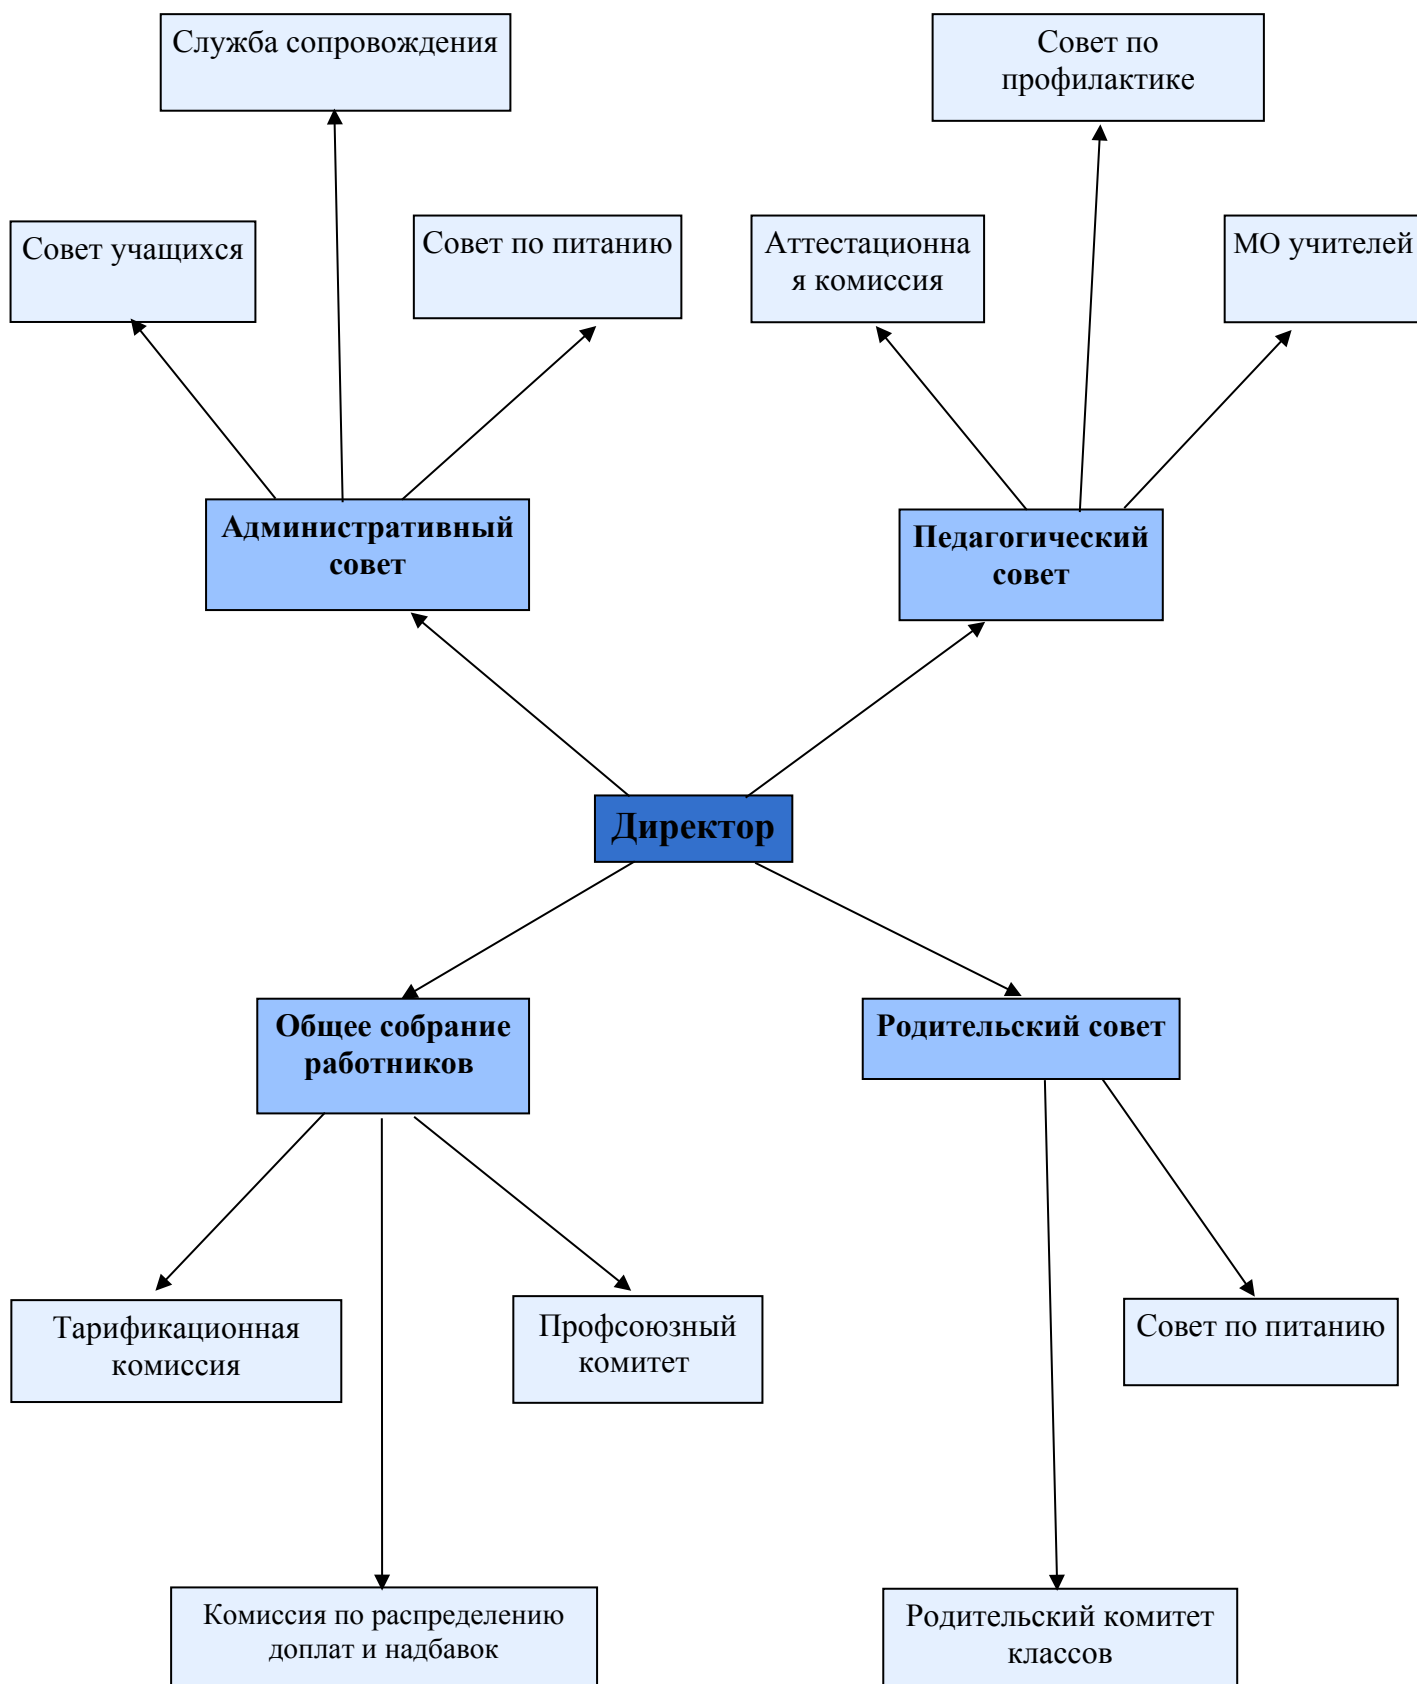 Служба сопровождения
Совет по
профилактике
Совет учащихся
Совет по питанию
Аттестационна
я комиссия
МО учителей
Административный
совет
Педагогический
совет
Директор
Общее собрание
работников
Родительский совет
Тарификационная
комиссия
Профсоюзный
комитет
Совет по питанию
Комиссия по распределению
доплат и надбавок
Родительский комитет
классов